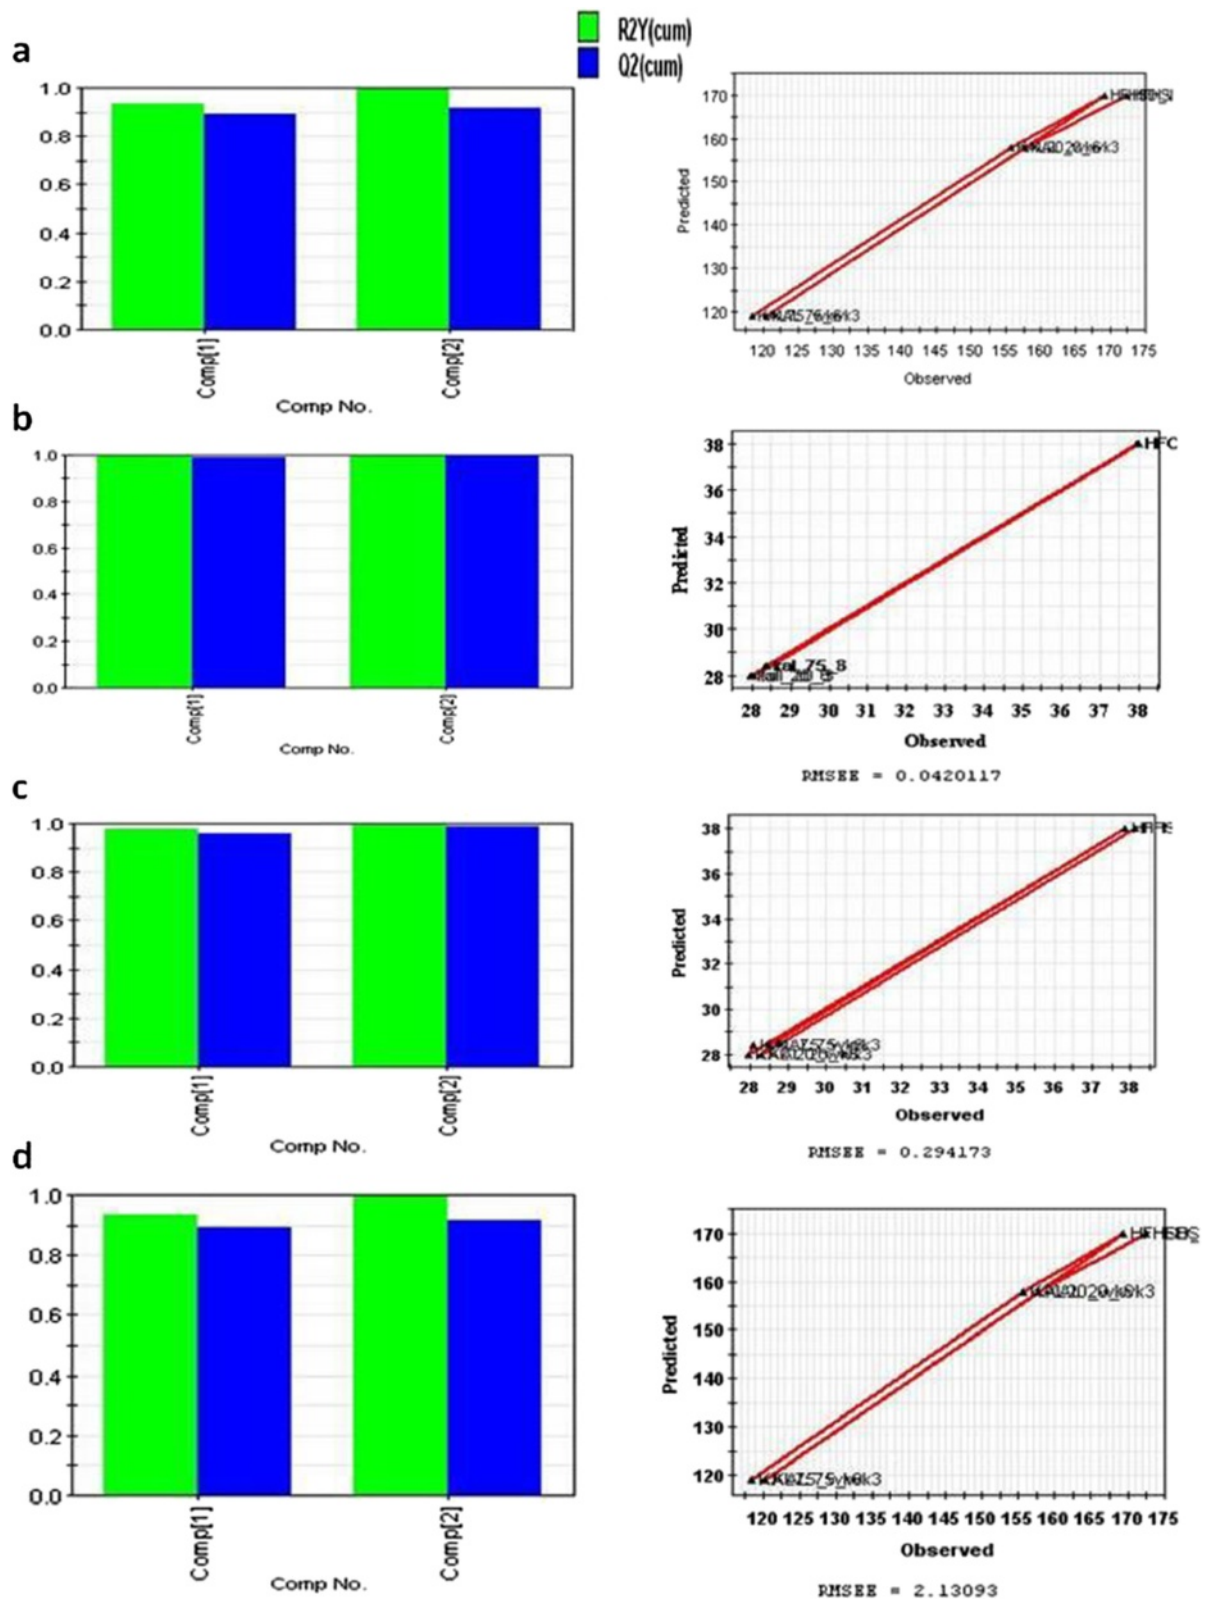 R2Y(cum)
Q2(cum)
a
1.0
0.8
0.6
0.4
0.2
0.0
Comp[1]
Comp[2]
Comp No.
Predicted
170
160
150
140
130
120
120 125 130 135 140 145 150 155 160 165 170 175
Observed
b
1.0
0.8
0.6
0.4
0.2
0.0
Comp[1]
Comp[2]
Comp No.
Predicted
38
36
34
32
30
28
HFC
28 29 30 31 32 33 34 35 36 37 38
Observed
RMSEE = 0.0420117
c
1.0
0.8
0.6
0.4
0.2
0.0
Comp[1]
Comp[2]
Comp No.
Predicted
38
36
34
32
30
28
28 29 30 31 32 33 34 35 36 37 38
Observed
RMSEE = 0.294173
d
1.0
0.8
0.6
0.4
0.2
0.0
Comp[1]
Comp[2]
Comp No.
Predicted
170
160
150
140
130
120
120 125 130 135 140 145 150 155 160 165 170 175
Observed
RMSEE = 2.13093